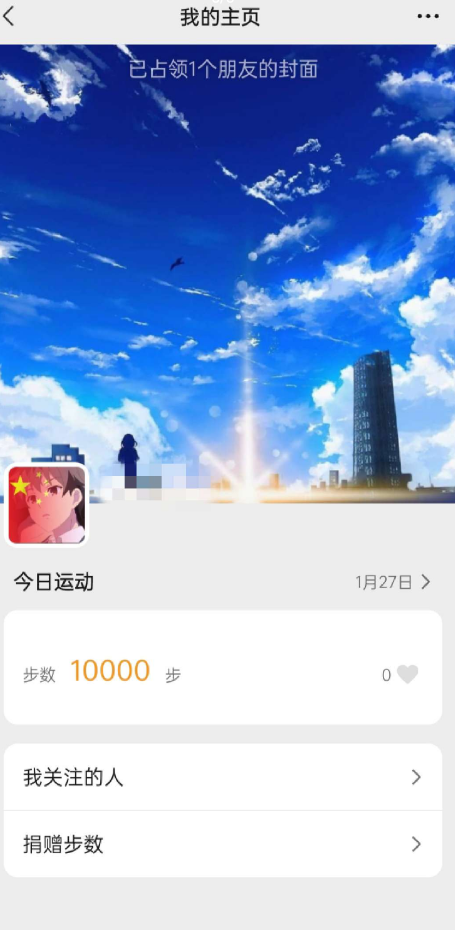 我的主页
已占领1个朋友的封面
今日运动 1月27日
步数 10000 步 0
我关注的人
捐赠步数